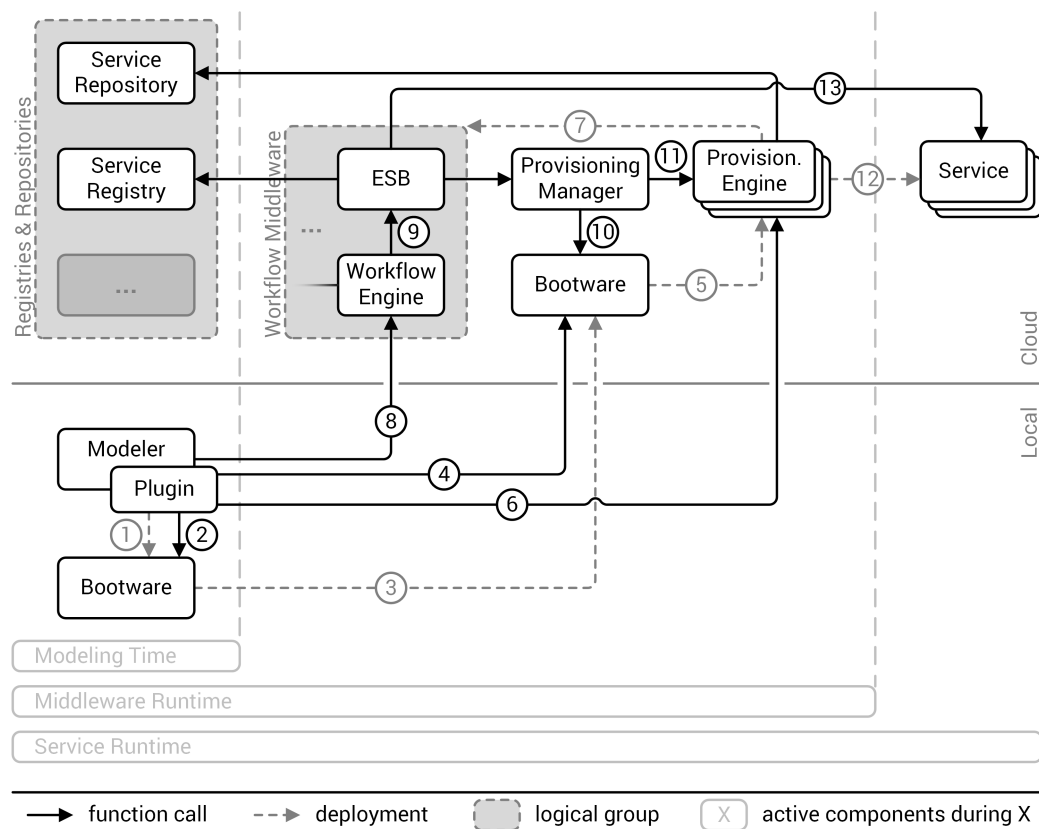 Registries & Repositories
Service
Repository
Service
Registry
...
Workflow Middleware
ESB
...
Workflow
Engine
Provisioning
Manager
Bootware
Provision.
Engine
Service
13
7
11
12
9
10
5
Cloud
Local
8
Modeler
Plugin
4
6
1
2
Bootware
3
Modeling Time
Middleware Runtime
Service Runtime
function call
deployment
logical group
X
active components during X